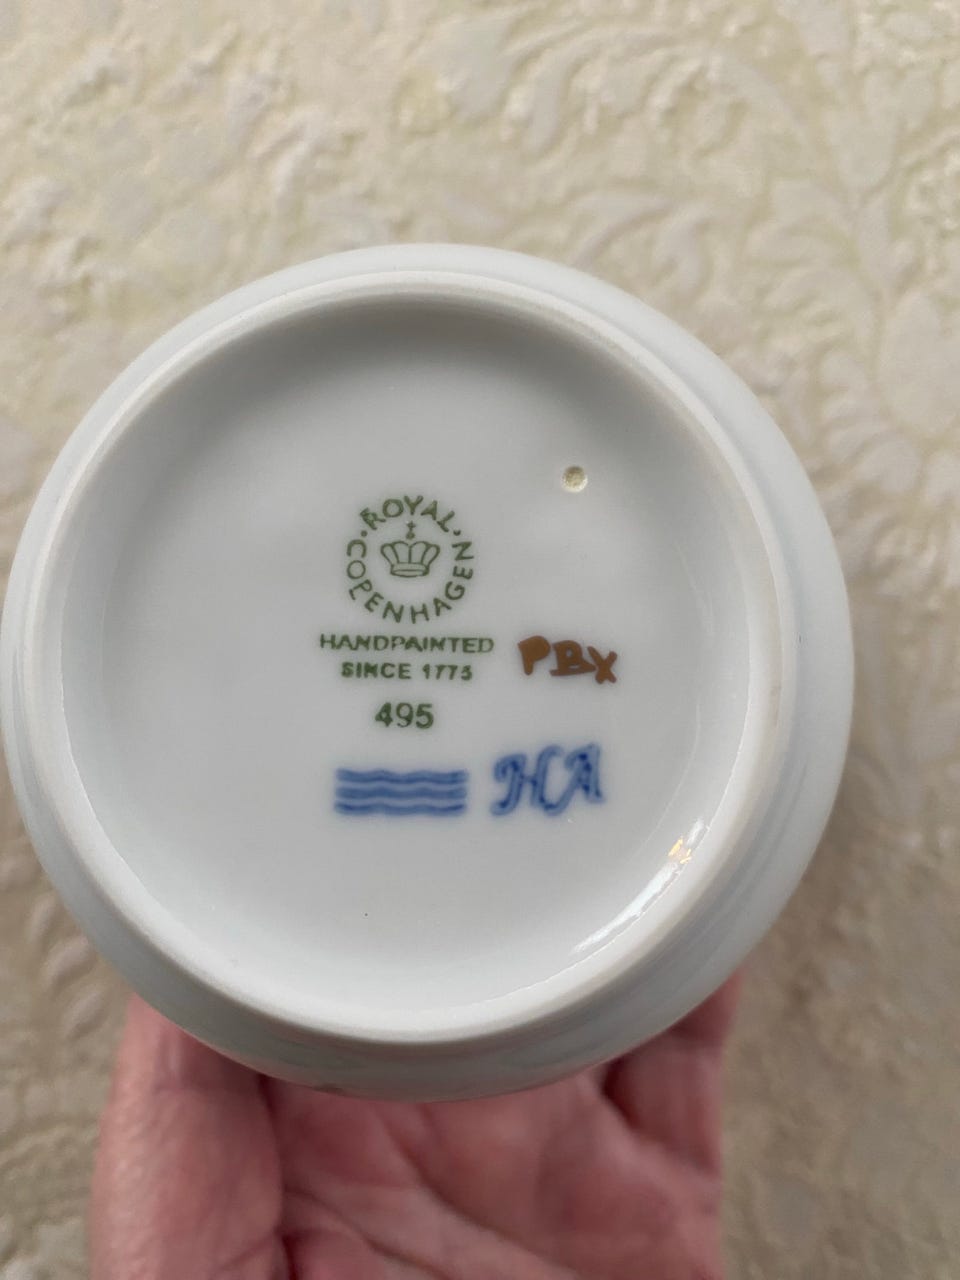 ROYAL COPENHAGEN
HANDPAINTED
SINCE 1775
495
PBX
HA